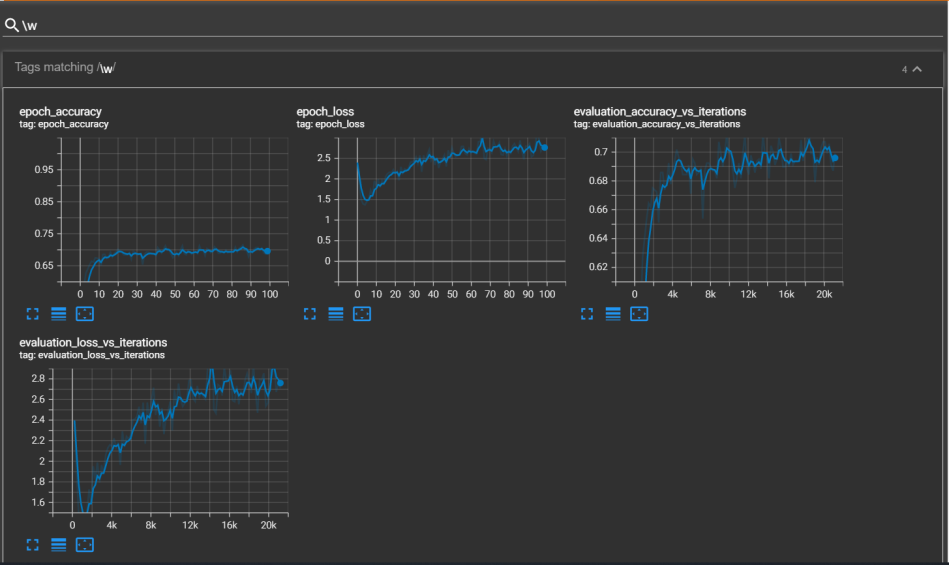 \w
Tags matching /\w/
4
epoch_accuracy
tag: epoch_accuracy
0.95
0.85
0.75
0.65
0 10 20 30 40 50 60 70 80 90 100
epoch_loss
tag: epoch_loss
2.5
2
1.5
1
0.5
0
0 10 20 30 40 50 60 70 80 90 100
evaluation_accuracy_vs_iterations
tag: evaluation_accuracy_vs_iterations
0.7
0.68
0.66
0.64
0.62
0 4k 8k 12k 16k 20k
evaluation_loss_vs_iterations
tag: evaluation_loss_vs_iterations
2.8
2.6
2.4
2.2
2
1.8
1.6
0 4k 8k 12k 16k 20k